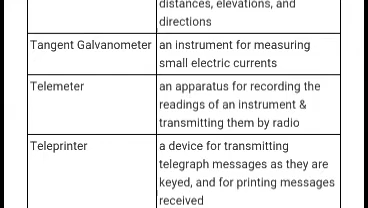 distances, elevations, and
directions
Tangent Galvanometer an instrument for measuring
small electric currents
Telemeter an apparatus for recording the
readings of an instrument &
transmitting them by radio
Teleprinter a device for transmitting
telegraph messages as they are
keyed, and for printing messages
received